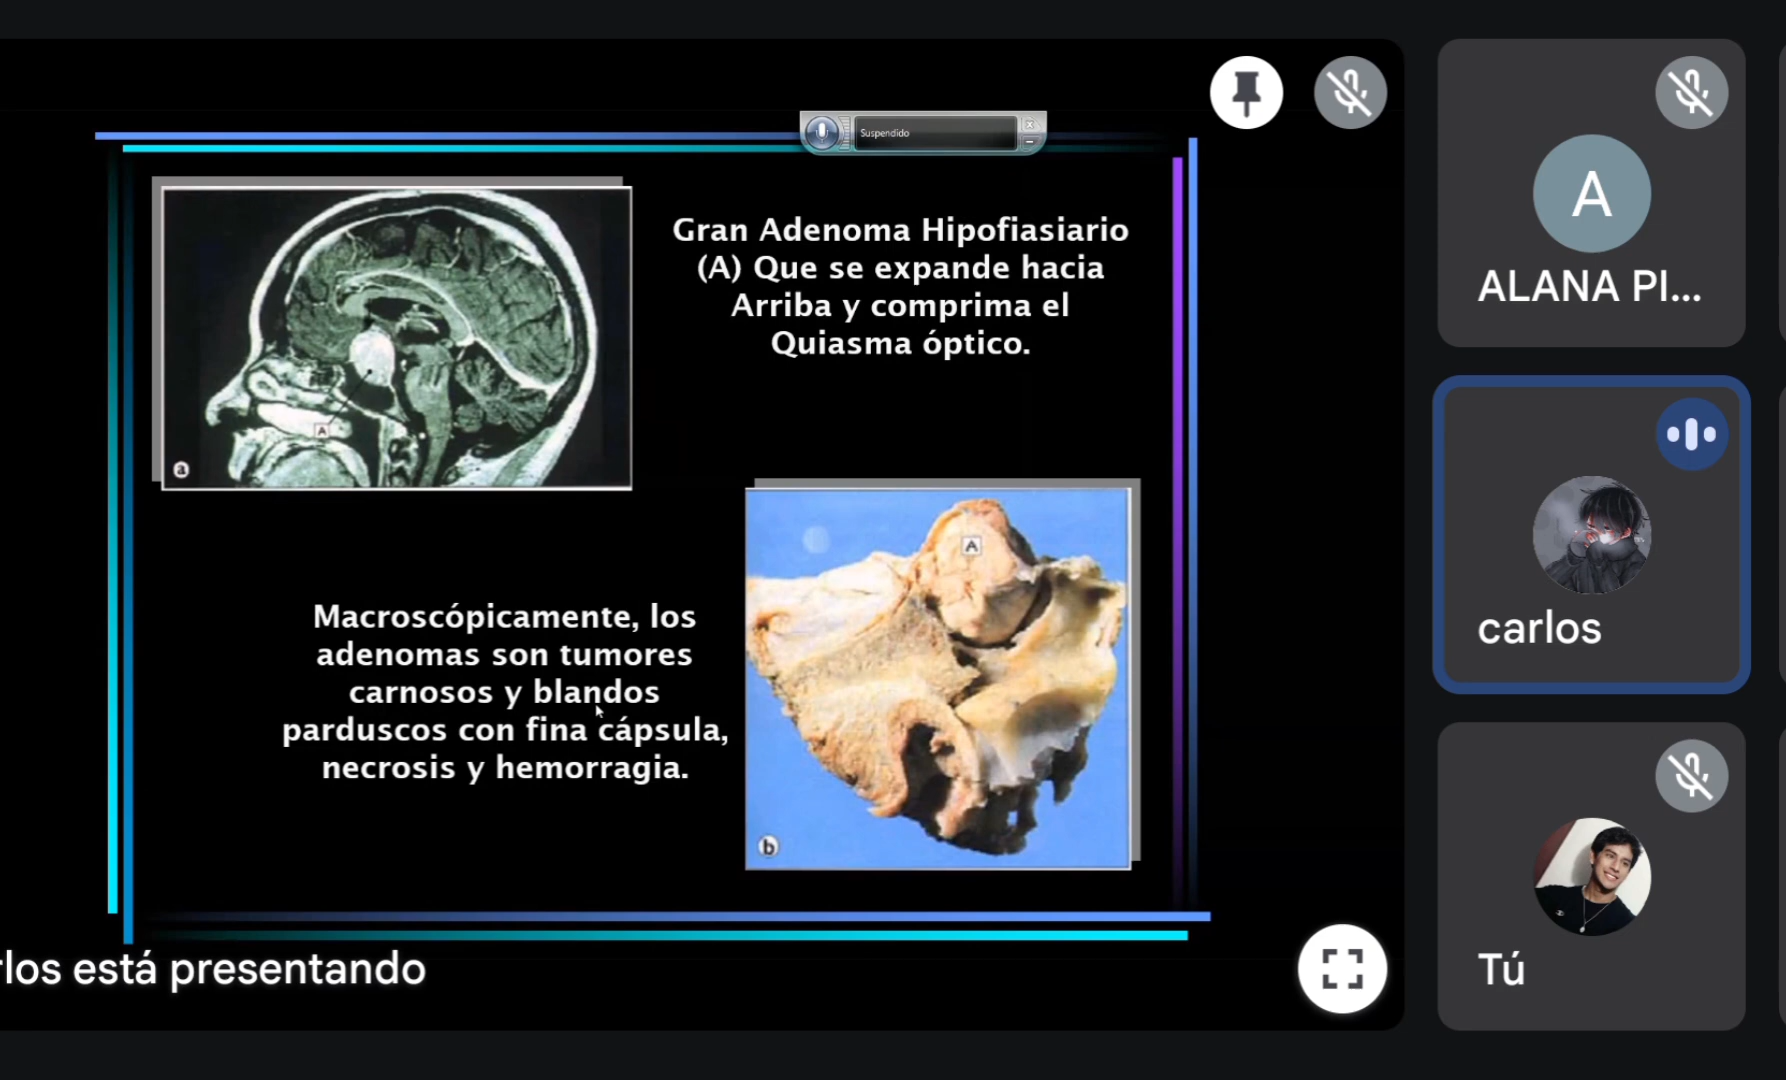 Suspendido
Gran Adenoma Hipofiasiario
(A) Que se expande hacia
Arriba y comprima el
Quiasma óptico.
A
a
Macroscópicamente, los
adenomas son tumores
carnosos y blandos
parduscos con fina cápsula,
necrosis y hemorragia.
A
b
rlos está presentando
A
ALANA PI...
carlos
Tú